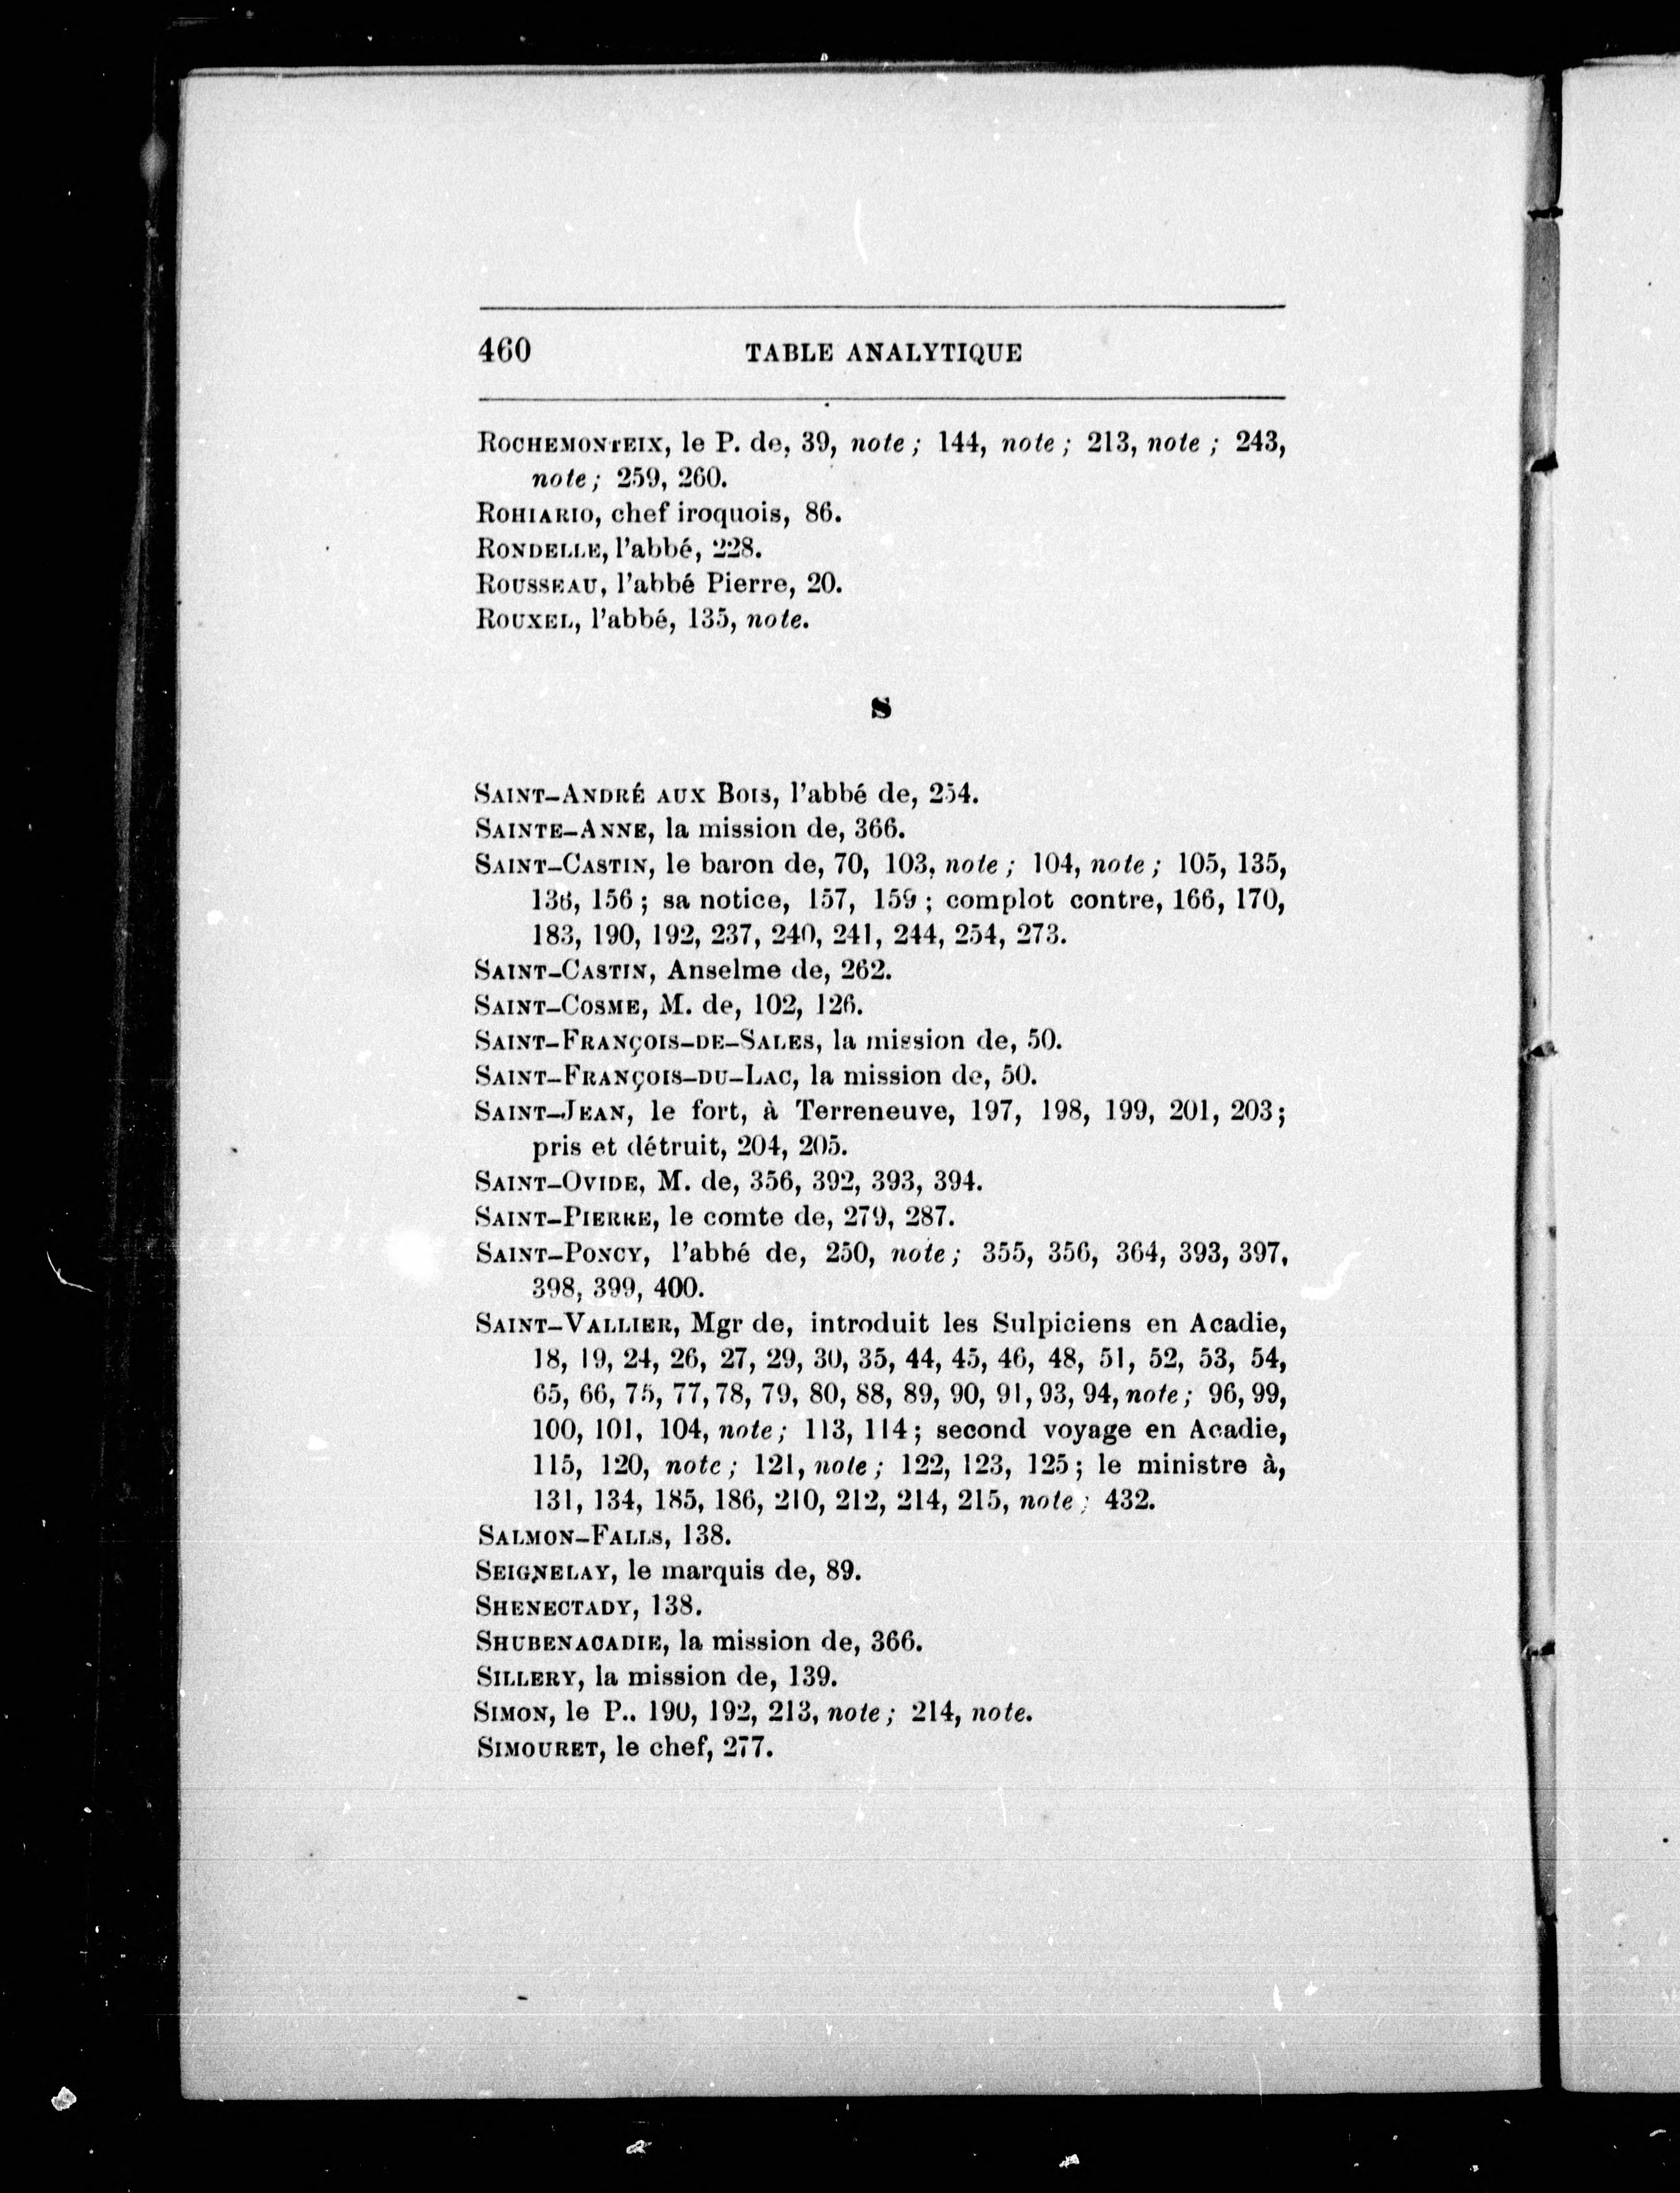 460 TABLE ANALYTIQUE
ROCHEMONTEIX, le P. de, 39, note ; 144, note ; 213, note ; 243,
note ; 259, 260.
ROHIARIO, chef iroquois, 86.
RONDELLE, l'abbé, 228.
ROUSSEAU, l'abbé Pierre, 20.
ROUXEL, l'abbé, 135, note.
S
SAINT-ANDRÉ AUX BOIS, l'abbé de, 254.
SAINTE-ANNE, la mission de, 366.
SAINT-CASTIN, le baron de, 70, 103, note ; 104, note ; 105, 135,
136, 156 ; sa notice, 157, 159 ; complot contre, 166, 170,
183, 190, 192, 237, 240, 241, 244, 254, 273.
SAINT-CASTIN, Anselme de, 262.
SAINT-COSME, M. de, 102, 126.
SAINT-FRANÇOIS-DE-SALES, la mission de, 50.
SAINT-FRANÇOIS-DU-LAC, la mission de, 50.
SAINT-JEAN, le fort, à Terreneuve, 197, 198, 199, 201, 203 ;
pris et détruit, 204, 205.
SAINT-OVIDE, M. de, 356, 392, 393, 394.
SAINT-PIERRE, le comte de, 279, 287.
SAINT-PONCY, l'abbé de, 250, note ; 355, 356, 364, 393, 397,
398, 399, 400.
SAINT-VALLIER, Mgr de, introduit les Sulpiciens en Acadie,
18, 19, 24, 26, 27, 29, 30, 35, 44, 45, 46, 48, 51, 52, 53, 54,
65, 66, 75, 77, 78, 79, 80, 88, 89, 90, 91, 93, 94, note ; 96, 99,
100, 101, 104, note ; 113, 114 ; second voyage en Acadie,
115, 120, note ; 121, note ; 122, 123, 125 ; le ministre à,
131, 134, 185, 186, 210, 212, 214, 215, note ; 432.
SALMON-FALLS, 138.
SEIGNELAY, le marquis de, 89.
SHENECTADY, 138.
SHUBENACADIE, la mission de, 366.
SILLERY, la mission de, 139.
SIMON, le P.. 190, 192, 213, note ; 214, note.
SIMOURET, le chef, 277.